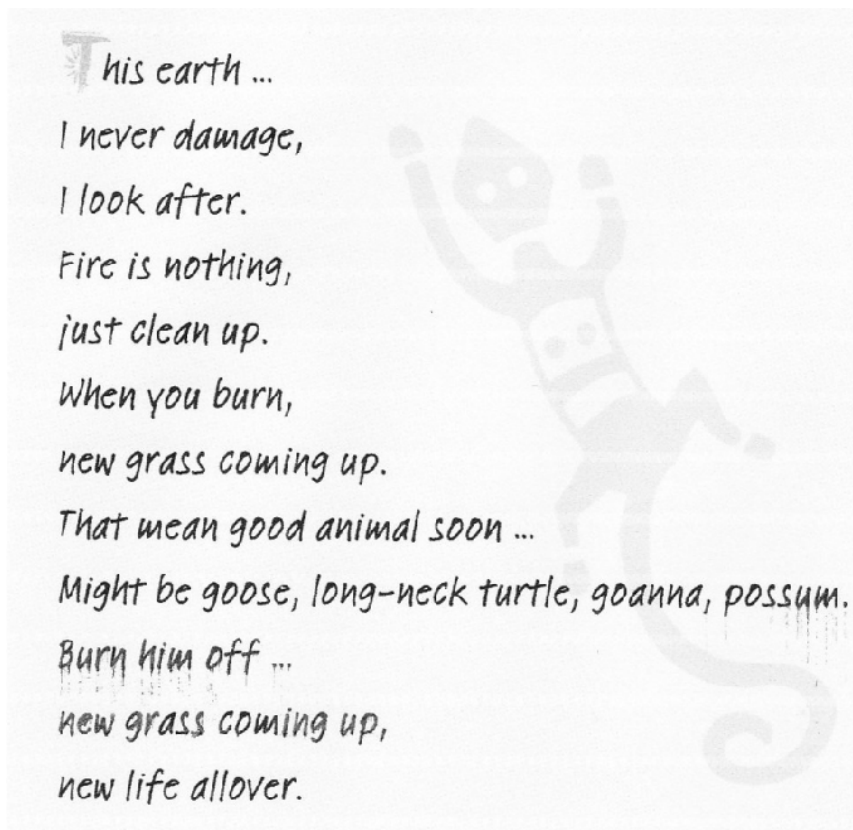 This earth ...
I never damage,
I look after.
Fire is nothing,
just clean up.
When you burn,
new grass coming up.
That mean good animal soon ...
Might be goose, long-neck turtle, goanna, possum.
Burn him off ...
new grass coming up,
new life allover.